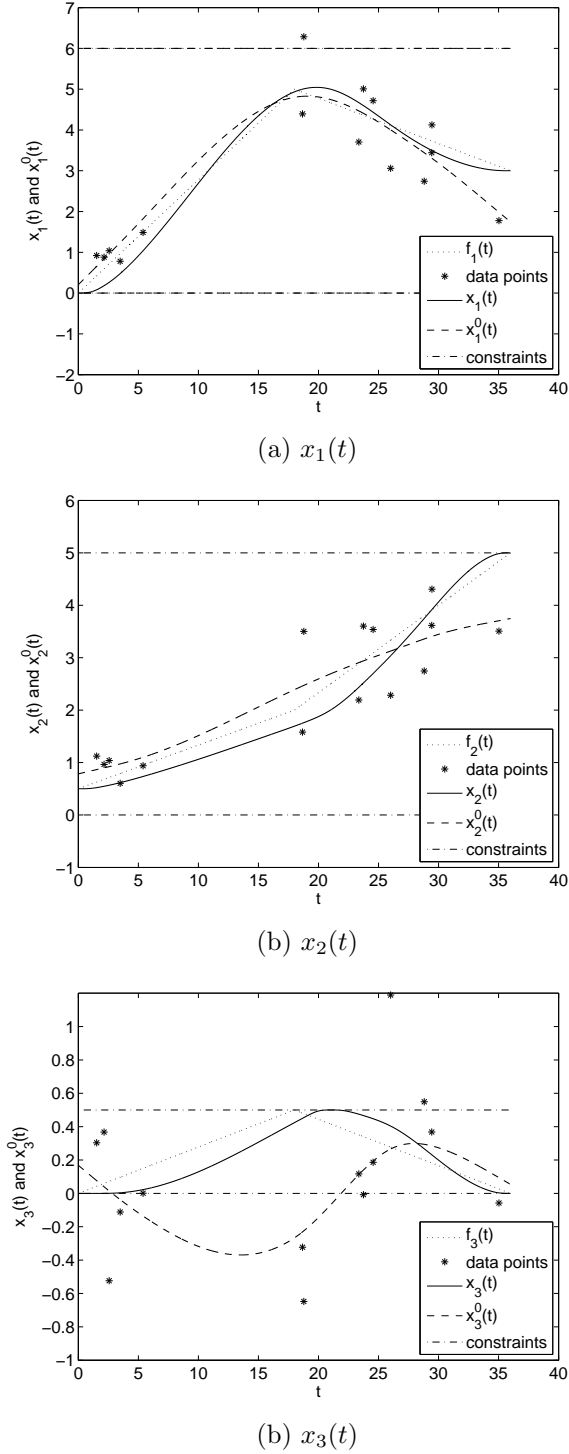 7
6
5
4
3
2
1
0
−1
−2
x_1(t) and x_1^0(t)
0 5 10 15 20 25 30 35 40
t
f_1(t)
data points
x_1(t)
x_1^0(t)
constraints
(a) x_1(t)
6
5
4
3
2
1
0
−1
x_2(t) and x_2^0(t)
0 5 10 15 20 25 30 35 40
t
f_2(t)
data points
x_2(t)
x_2^0(t)
constraints
(b) x_2(t)
1
0.8
0.6
0.4
0.2
0
−0.2
−0.4
−0.6
−0.8
−1
x_3(t) and x_3^0(t)
0 5 10 15 20 25 30 35 40
t
f_3(t)
data points
x_3(t)
x_3^0(t)
constraints
(b) x_3(t)